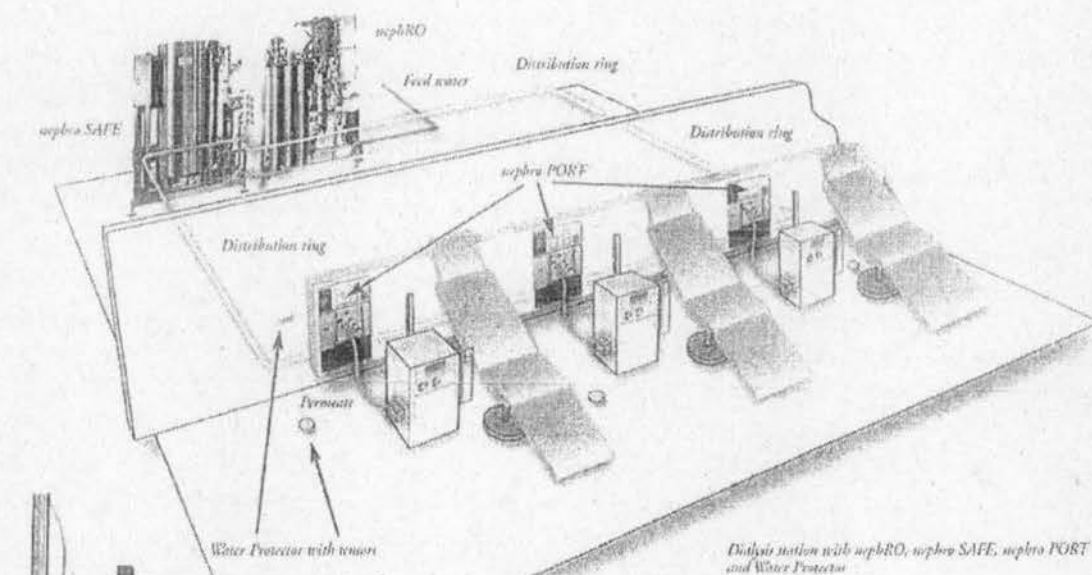 nephRO
Distribution ring
Feed water
nephro SAFE
Distribution ring
nephro PORT
Distribution ring
Permeate
Water Protector with sensors
Dialysis station with nephRO, nephro SAFE, nephro PORT
and Water Protector